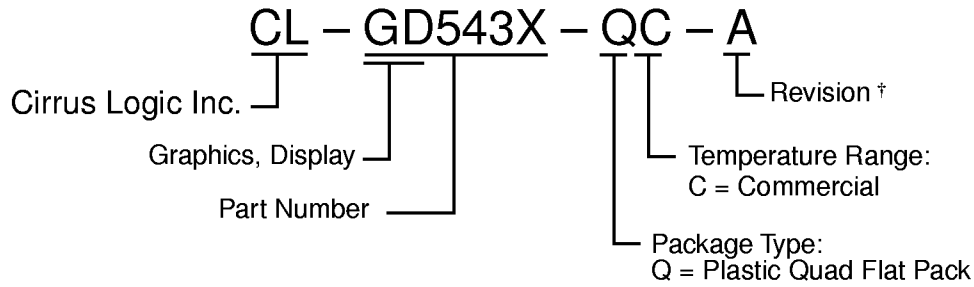 CL – GD543X – QC – A
Cirrus Logic Inc.
Revision †
Graphics, Display
Temperature Range:
C = Commercial
Part Number
Package Type:
Q = Plastic Quad Flat Pack